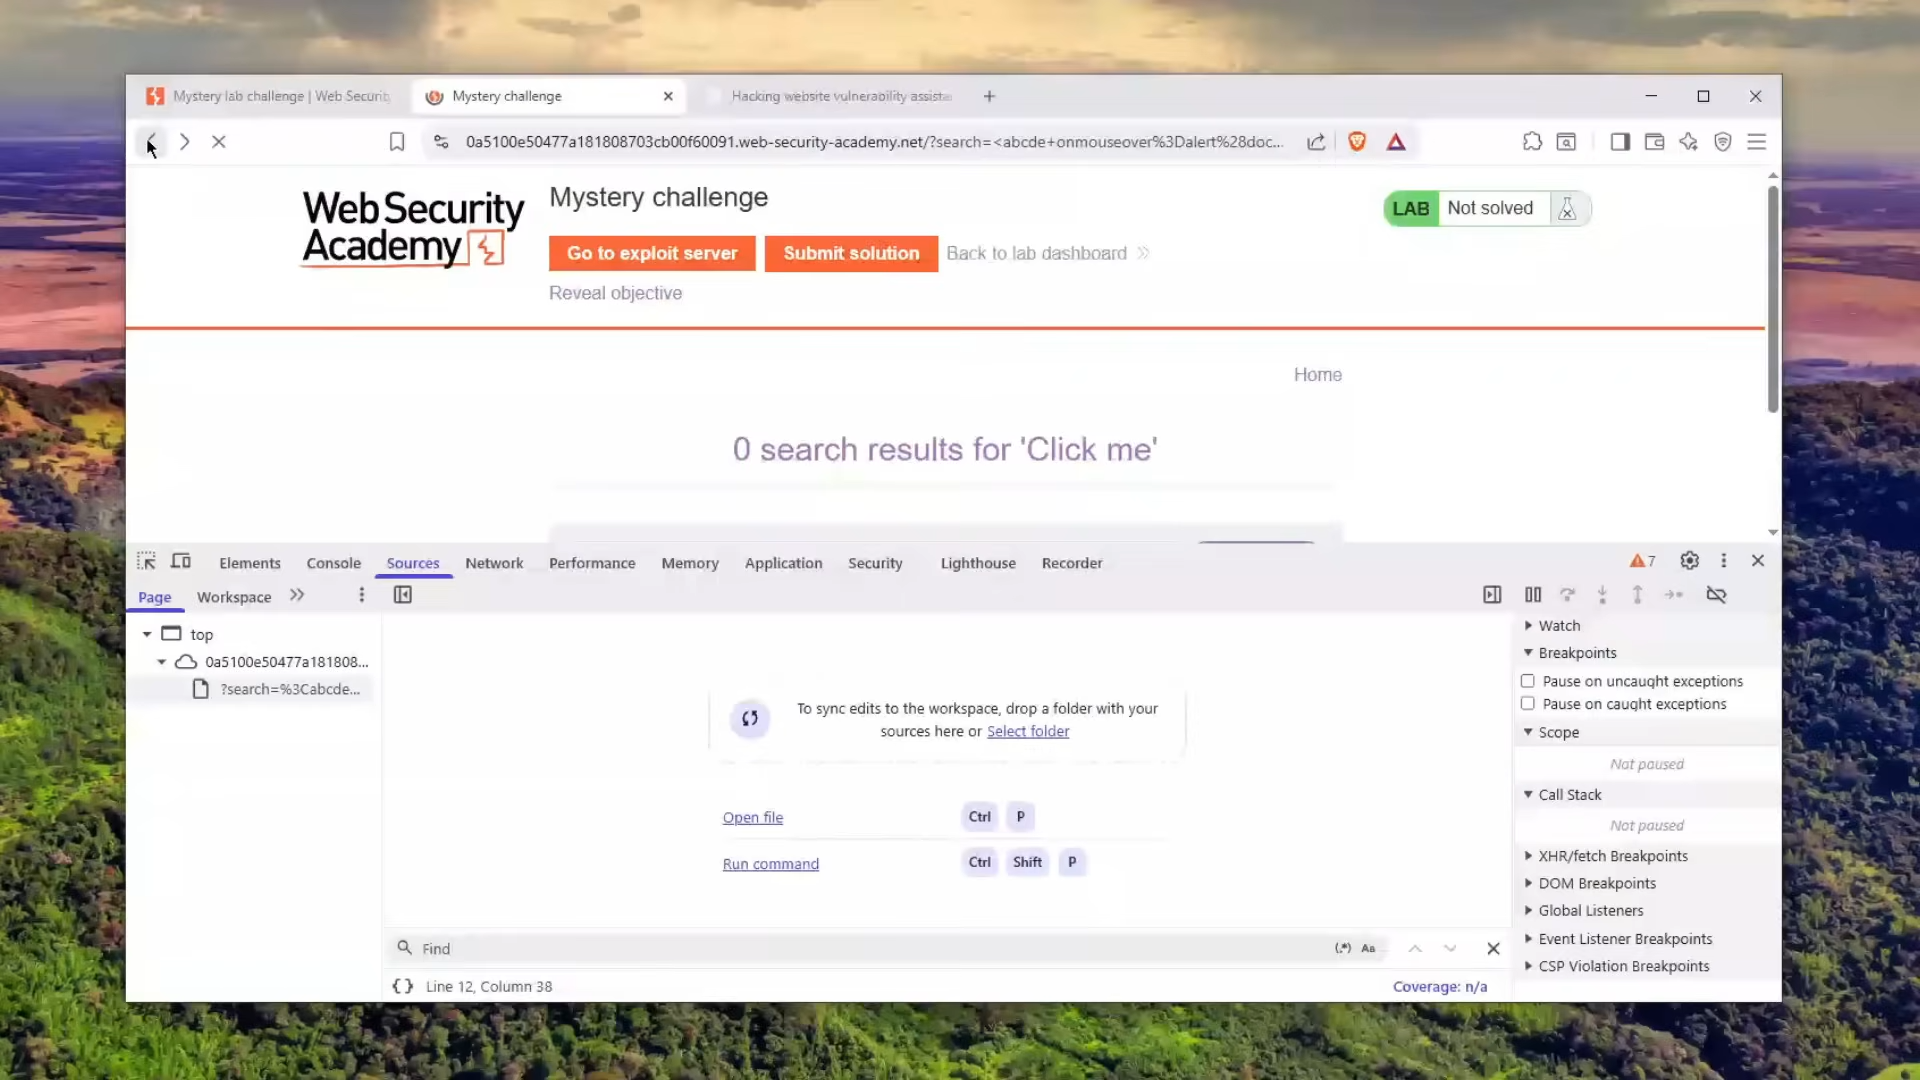 Mystery lab challenge | Web Securit
Mystery challenge
Hacking website vulnerability assista
0a5100e50477a181808703cb00f60091.web-security-academy.net/?search=<abcde+onmouseover%3Dalert%28doc...
WebSecurity
Academy
Mystery challenge
LAB Not solved
Go to exploit server
Submit solution
Back to lab dashboard
Reveal objective
Home
0 search results for 'Click me'
Elements
Console
Sources
Network
Performance
Memory
Application
Security
Lighthouse
Recorder
7
Page
Workspace
top
0a5100e50477a181808...
?search=%3Cabcde...
To sync edits to the workspace, drop a folder with your
sources here or Select folder
Open file
Ctrl P
Run command
Ctrl Shift P
Find
(.*) Aa
{} Line 12, Column 38
Coverage: n/a
Watch
Breakpoints
Pause on uncaught exceptions
Pause on caught exceptions
Scope
Not paused
Call Stack
Not paused
XHR/fetch Breakpoints
DOM Breakpoints
Global Listeners
Event Listener Breakpoints
CSP Violation Breakpoints